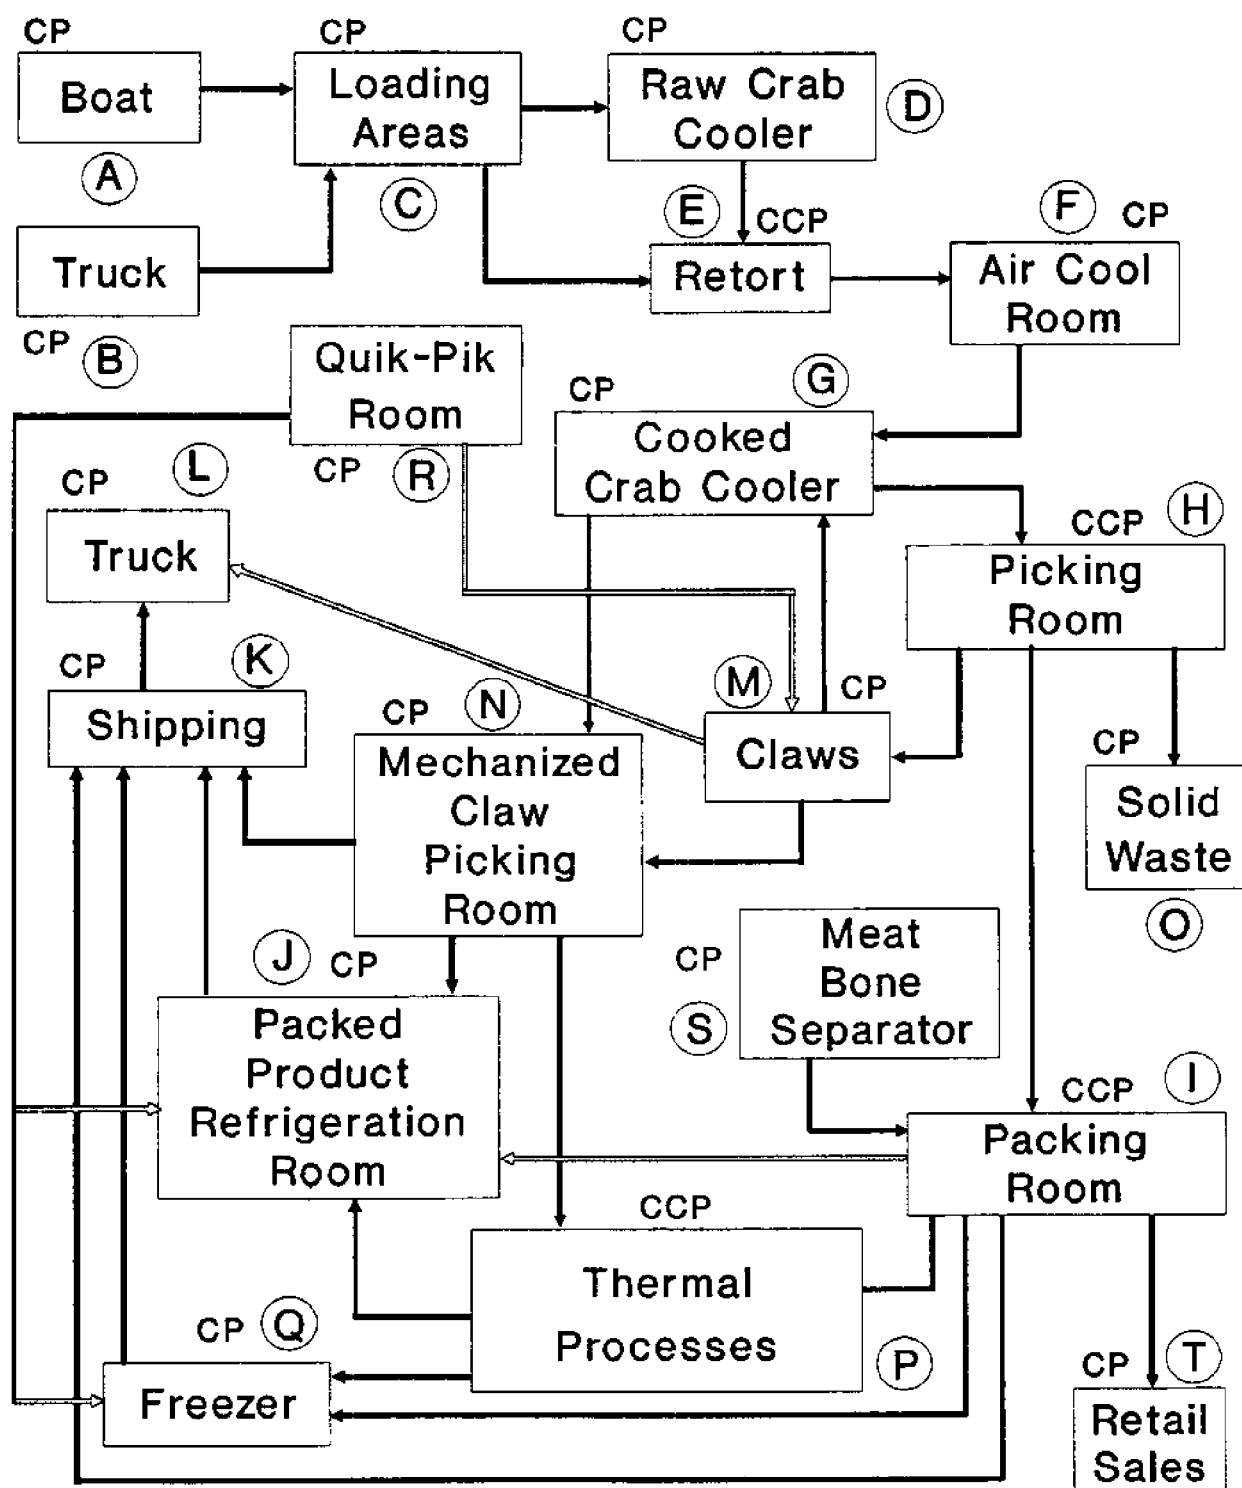 CP
Boat
A
CP
Loading
Areas
C
CP
Raw Crab
Cooler
D
Truck
CP
B
E
CCP
Retort
F
CP
Air Cool
Room
Quik-Pik
Room
CP
R
CP
G
Cooked
Crab Cooler
CP
L
Truck
CCP
H
Picking
Room
CP
K
Shipping
CP
N
Mechanized
Claw
Picking
Room
M
CP
Claws
CP
Solid
Waste
O
J
CP
Packed
Product
Refrigeration
Room
CP
S
Meat
Bone
Separator
CCP
I
Packing
Room
CCP
Thermal
Processes
P
CP
Q
Freezer
CP
T
Retail
Sales